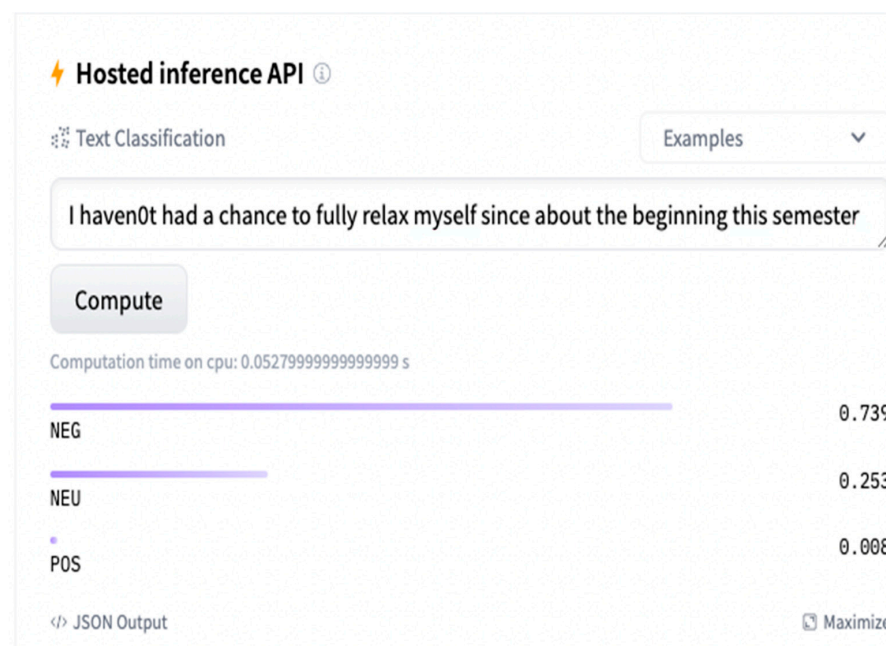 Hosted inference API
Text Classification
Examples
I haven0t had a chance to fully relax myself since about the beginning this semester
Compute
Computation time on cpu: 0.05279999999999999 s
0.739
NEG
0.253
NEU
0.008
POS
</> JSON Output
Maximize